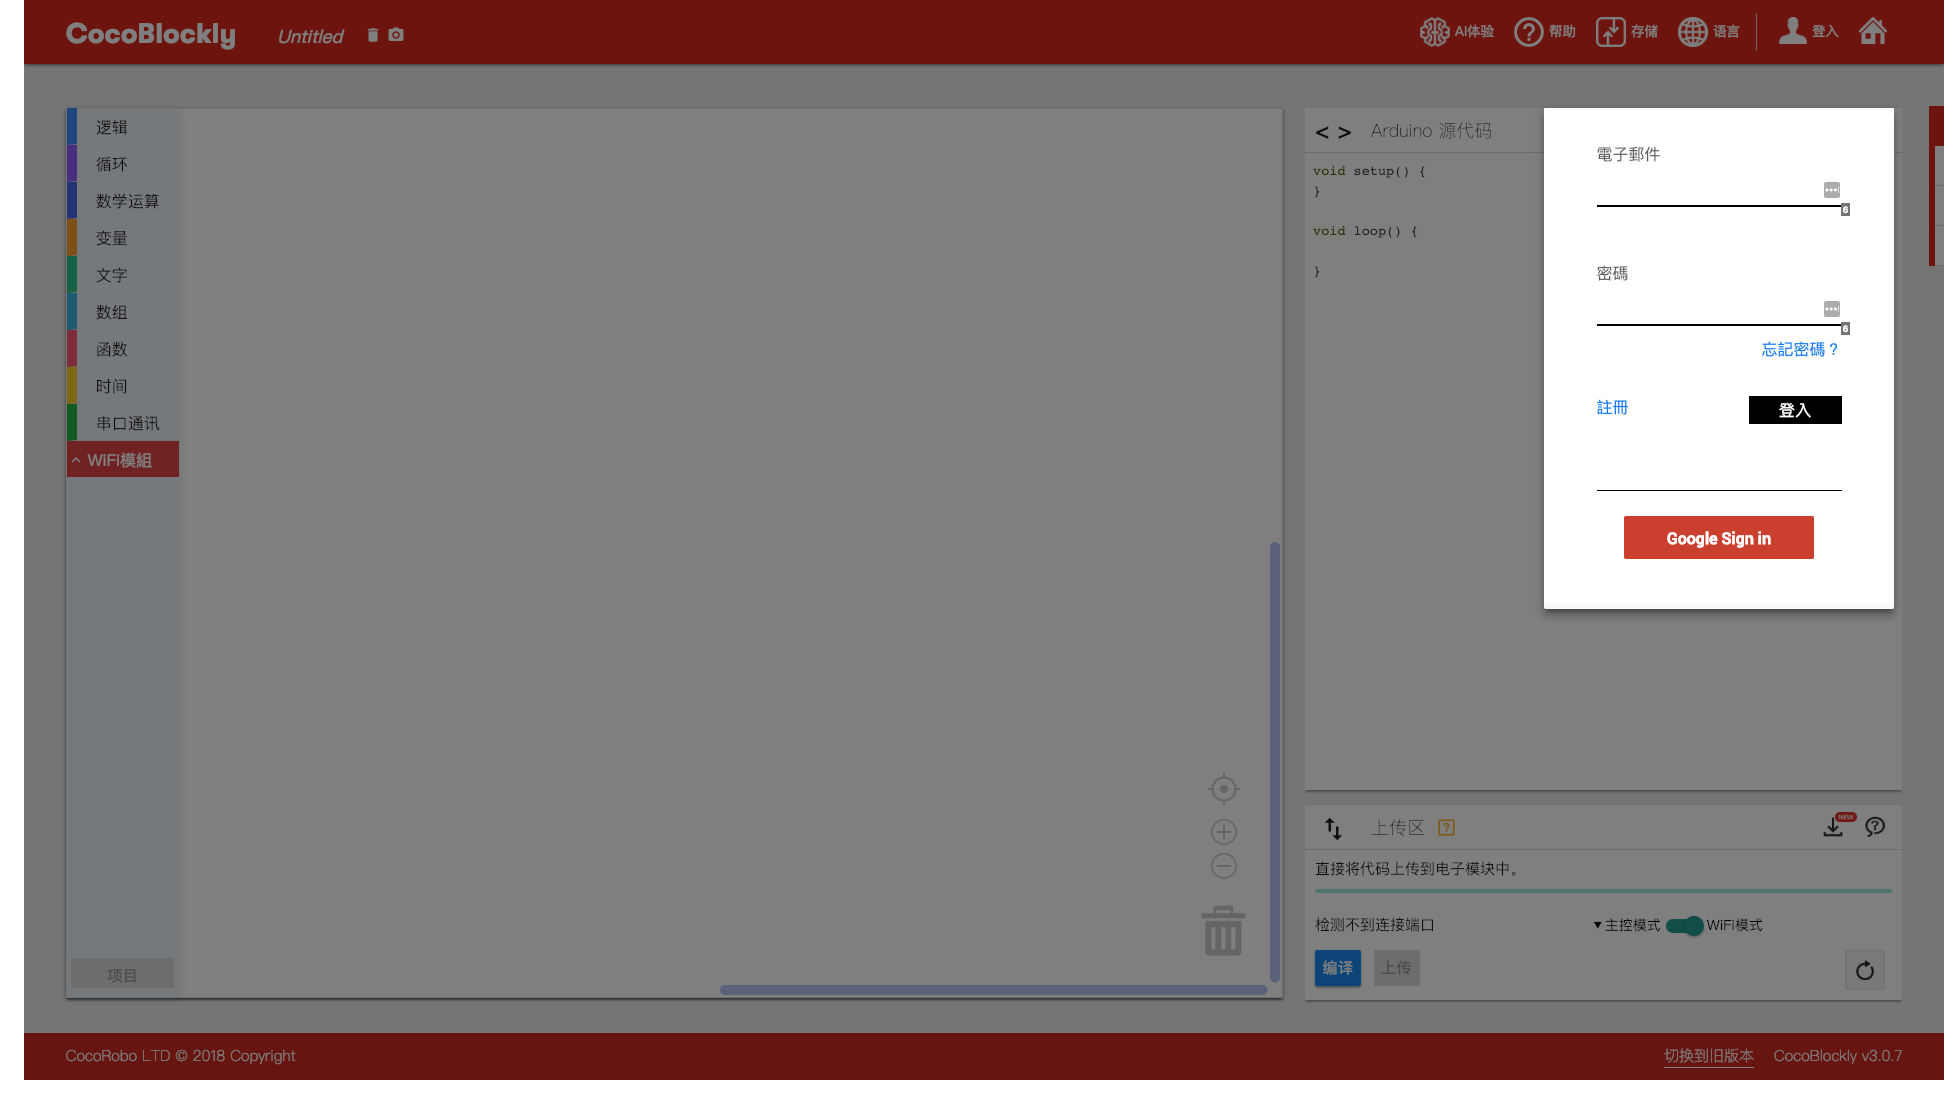 CocoBlockly
Untitled
AI体验
帮助
存储
语言
登入
逻辑
循环
数学运算
变量
文字
数组
函数
时间
串口通讯
WiFi模組
项目
< > Arduino 源代码
void setup() {
}
void loop() {
}
電子郵件
6
密碼
6
忘記密碼？
註冊
登入
Google Sign in
上传区 ?
NEW
直接将代码上传到电子模块中。
检测不到连接端口
▼主控模式
WiFi模式
编译
上传
CocoRobo LTD © 2018 Copyright
切换到旧版本
CocoBlockly v3.0.7